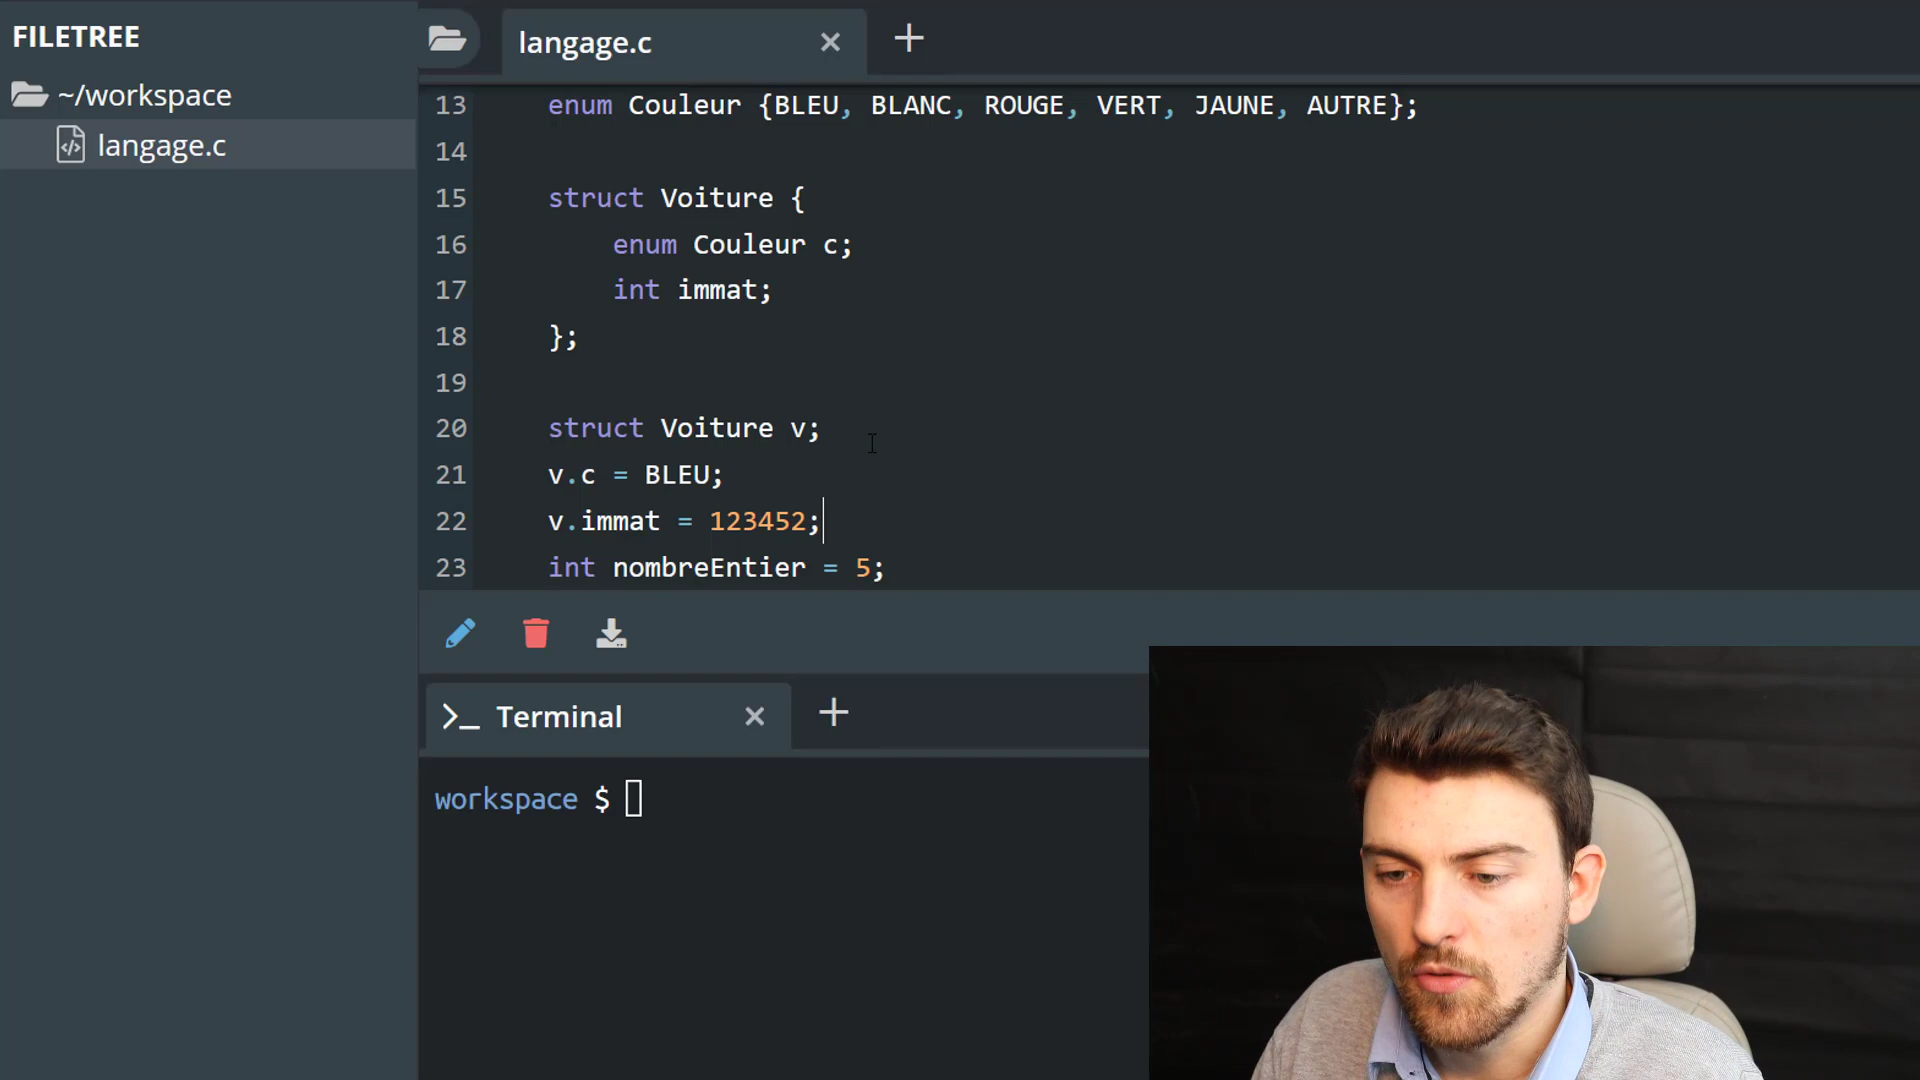 FILETREE
~/workspace
langage.c
langage.c
13 enum Couleur {BLEU, BLANC, ROUGE, VERT, JAUNE, AUTRE};
14
15 struct Voiture {
16 enum Couleur c;
17 int immat;
18 };
19
20 struct Voiture v;
21 v.c = BLEU;
22 v.immat = 123452;
23 int nombreEntier = 5;
Terminal
workspace $